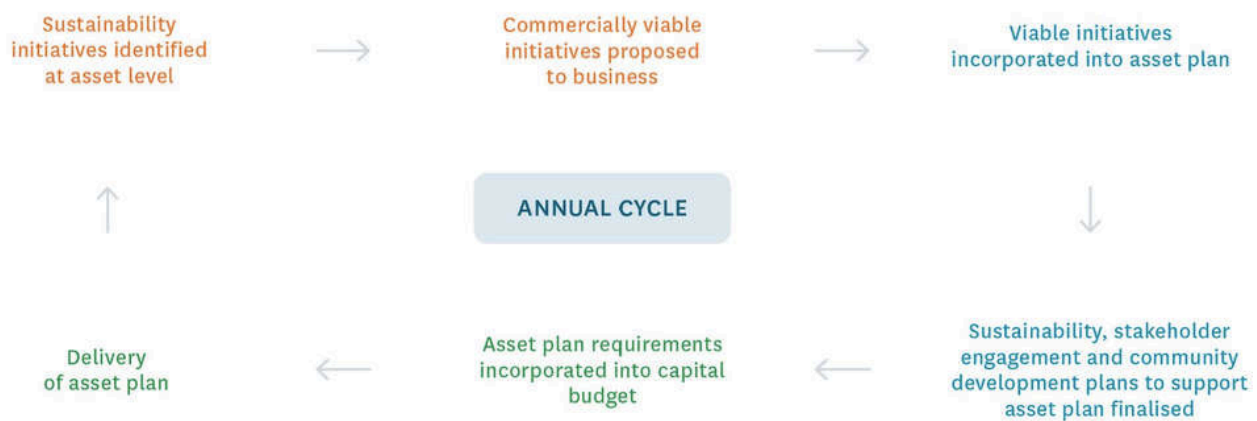 Sustainability
initiatives identified
at asset level
Commercially viable
initiatives proposed
to business
Viable initiatives
incorporated into asset plan
ANNUAL CYCLE
Delivery
of asset plan
Asset plan requirements
incorporated into capital
budget
Sustainability, stakeholder
engagement and community
development plans to support
asset plan finalised